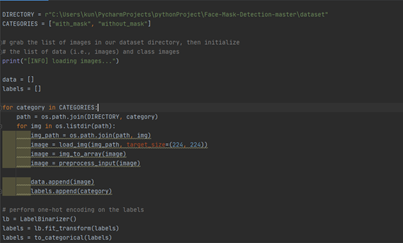 DIRECTORY = r"C:\Users\kun\PycharmProjects\pythonProject\Face-Mask-Detection-master\dataset"
CATEGORIES = ["with_mask", "without_mask"]
# grab the list of images in our dataset directory, then initialize
# the list of data (i.e., images) and class images
print("[INFO] loading images...")
data = []
labels = []
for category in CATEGORIES:
path = os.path.join(DIRECTORY, category)
for img in os.listdir(path):
img_path = os.path.join(path, img)
image = load_img(img_path, target_size=(224, 224))
image = img_to_array(image)
image = preprocess_input(image)
data.append(image)
labels.append(category)
# perform one-hot encoding on the labels
lb = LabelBinarizer()
labels = lb.fit_transform(labels)
labels = to_categorical(labels)